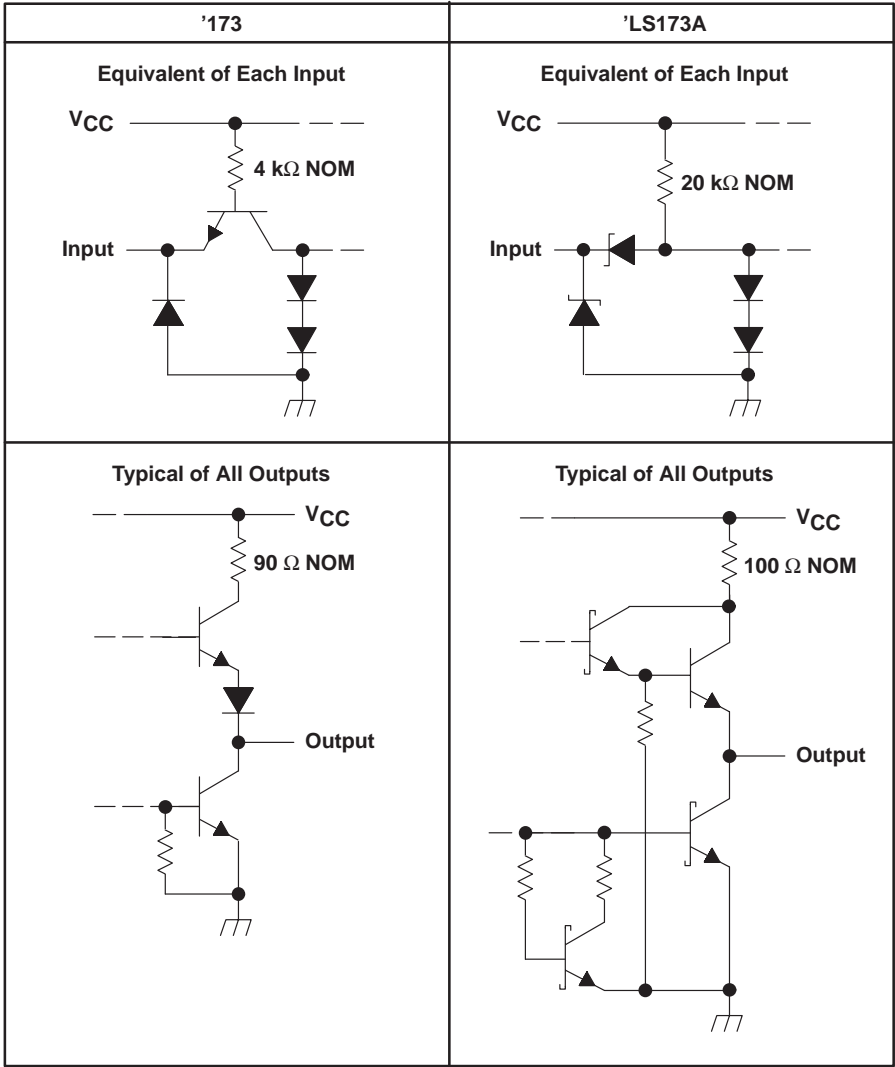 '173
'LS173A
Equivalent of Each Input
VCC
4 kΩ NOM
Input
Equivalent of Each Input
VCC
20 kΩ NOM
Input
Typical of All Outputs
VCC
90 Ω NOM
Output
Typical of All Outputs
VCC
100 Ω NOM
Output